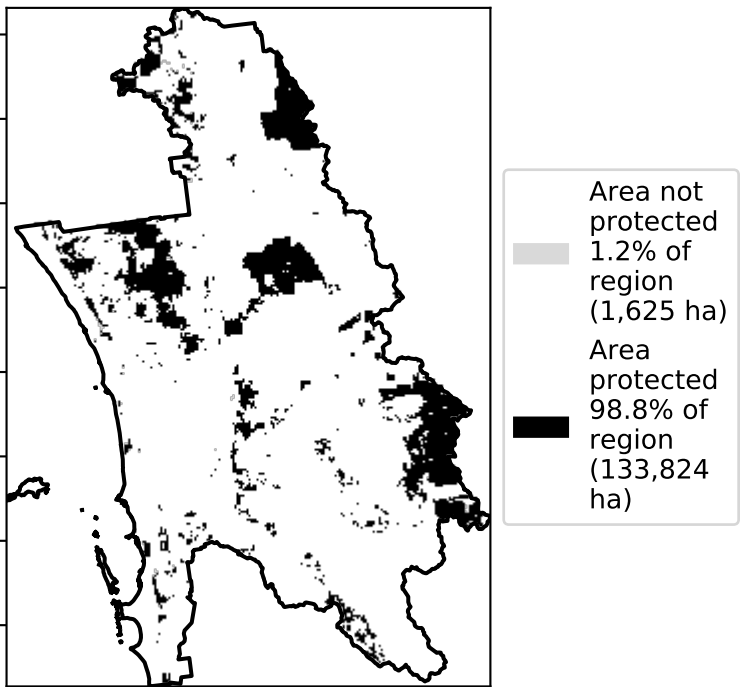 Area not
protected
1.2% of
region
(1,625 ha)
Area
protected
98.8% of
region
(133,824
ha)